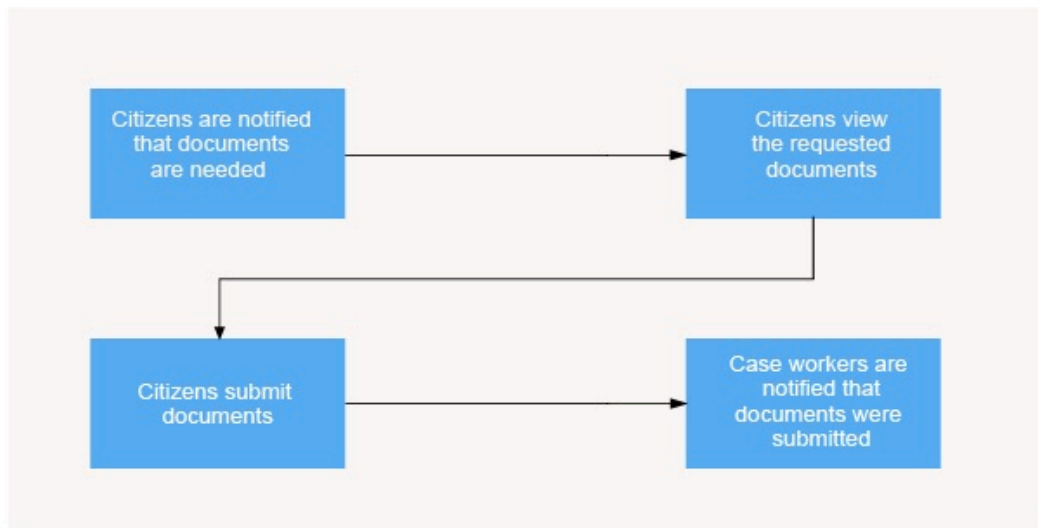 Citizens are notified
that documents
are needed
Citizens view
the requested
documents
Citizens submit
documents
Case workers are
notified that
documents were
submitted